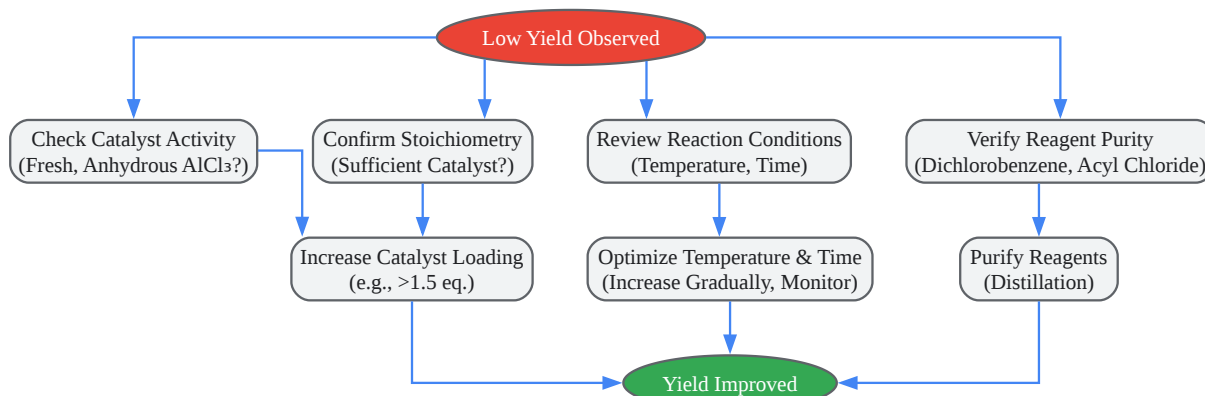 Low Yield Observed
Check Catalyst Activity
(Fresh, Anhydrous AlCl₃?)
Confirm Stoichiometry
(Sufficient Catalyst?)
Review Reaction Conditions
(Temperature, Time)
Verify Reagent Purity
(Dichlorobenzene, Acyl Chloride)
Increase Catalyst Loading
(e.g., >1.5 eq.)
Optimize Temperature & Time
(Increase Gradually, Monitor)
Purify Reagents
(Distillation)
Yield Improved